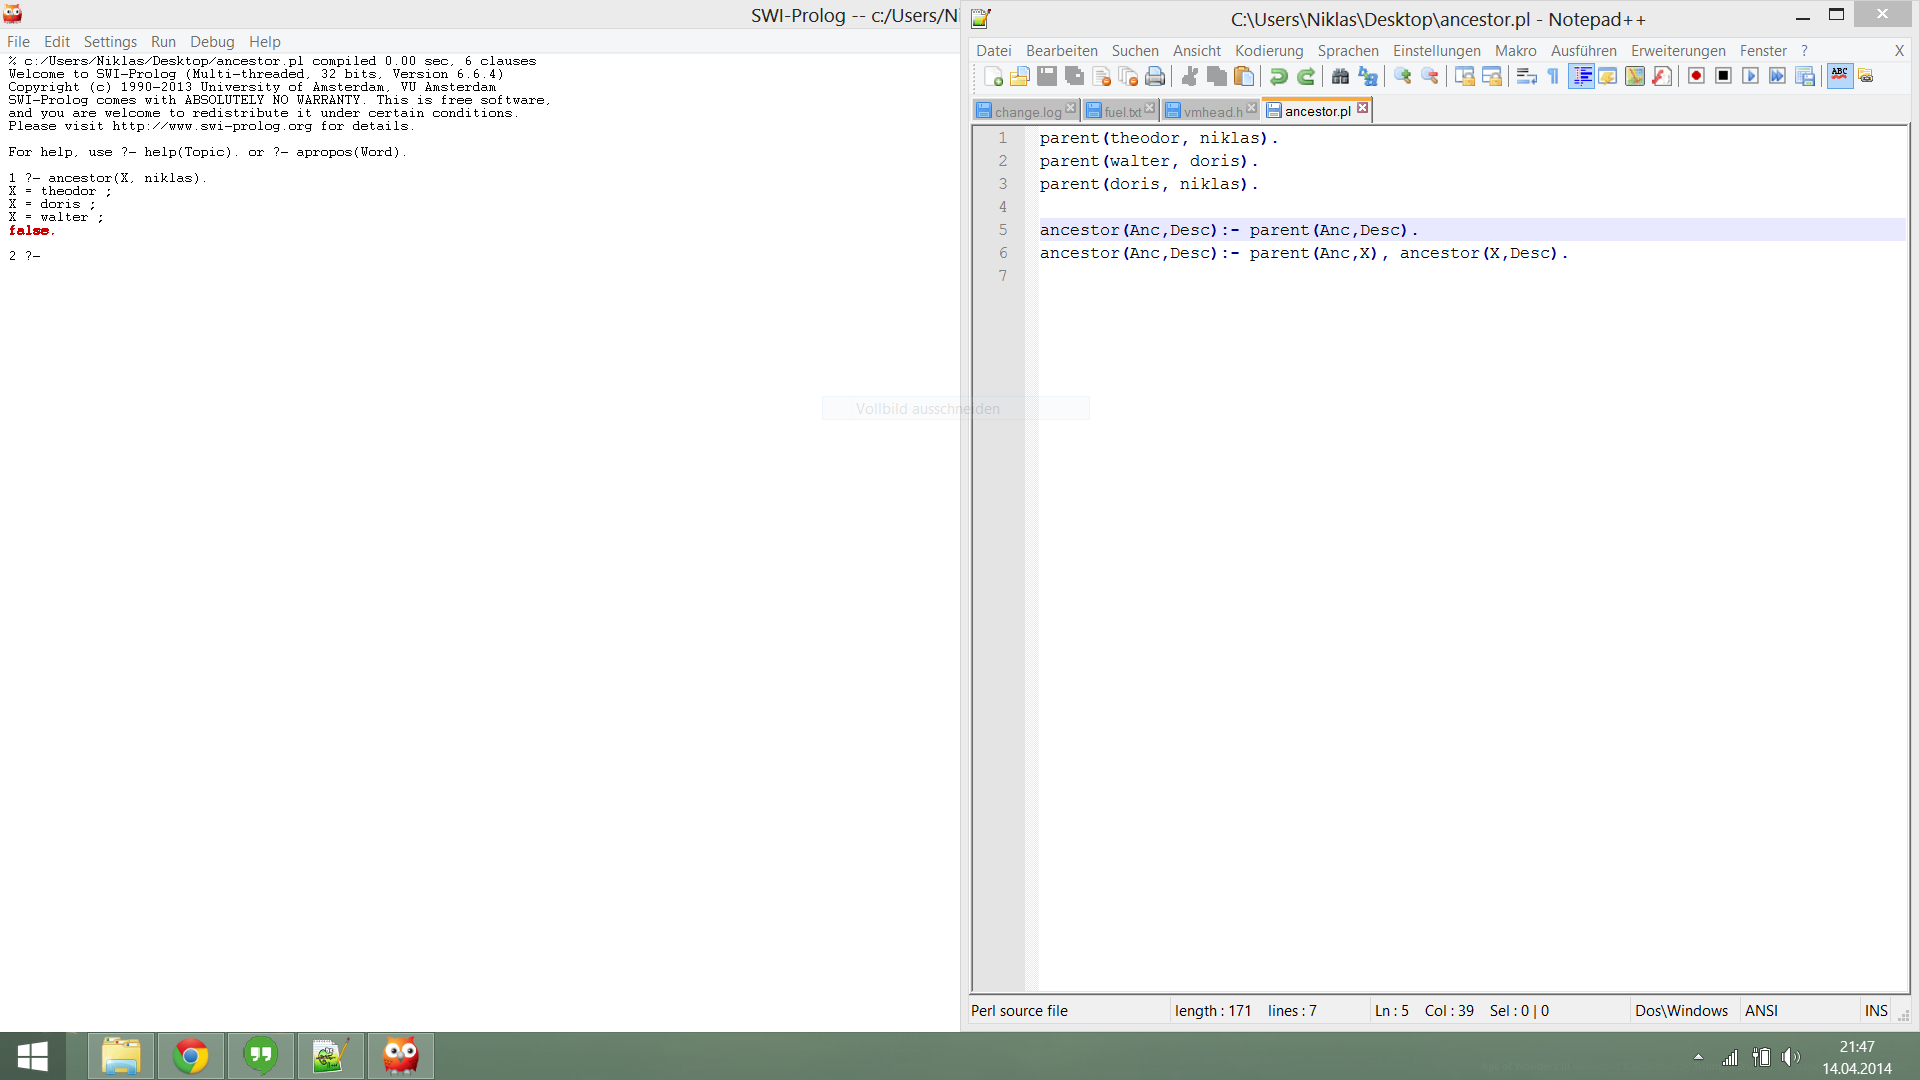 SWI-Prolog -- c:/Users/Ni
File Edit Settings Run Debug Help
% c:/Users/Niklas/Desktop/ancestor.pl compiled 0.00 sec, 6 clauses
Welcome to SWI-Prolog (Multi-threaded, 32 bits, Version 6.6.4)
Copyright (c) 1990-2013 University of Amsterdam, VU Amsterdam
SWI-Prolog comes with ABSOLUTELY NO WARRANTY. This is free software,
and you are welcome to redistribute it under certain conditions.
Please visit http://www.swi-prolog.org for details.
For help, use ?- help(Topic). or ?- apropos(Word).
1 ?- ancestor(X, niklas).
X = theodor ;
X = doris ;
X = walter ;
false.
2 ?-
Vollbild ausschneiden
C:\Users\Niklas\Desktop\ancestor.pl - Notepad++
Datei Bearbeiten Suchen Ansicht Kodierung Sprachen Einstellungen Makro Ausführen Erweiterungen Fenster ? X
ABC
change.log fuel.txt vmhead.h ancestor.pl
1 parent(theodor, niklas).
2 parent(walter, doris).
3 parent(doris, niklas).
4
5 ancestor(Anc,Desc):- parent(Anc,Desc).
6 ancestor(Anc,Desc):- parent(Anc,X), ancestor(X,Desc).
7
Perl source file length : 171 lines : 7 Ln : 5 Col : 39 Sel : 0 | 0 Dos\Windows ANSI INS
21:47
14.04.2014